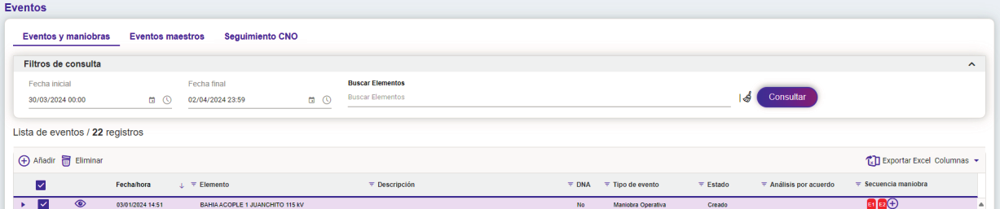 Eventos
Eventos y maniobras Eventos maestros Seguimiento CNO
Filtros de consulta
Fecha inicial Fecha final Buscar Elementos
30/03/2024 00:00 02/04/2024 23:59 Buscar Elementos Consultar
Lista de eventos / 22 registros
Añadir Eliminar Exportar Excel Columnas
Fecha/hora Elemento Descripción DNA Tipo de evento Estado Análisis por acuerdo Secuencia maniobra
03/01/2024 14:51 BAHIA ACOPLE 1 JUANCHITO 115 kV No Maniobra Operativa Creado E1 E2